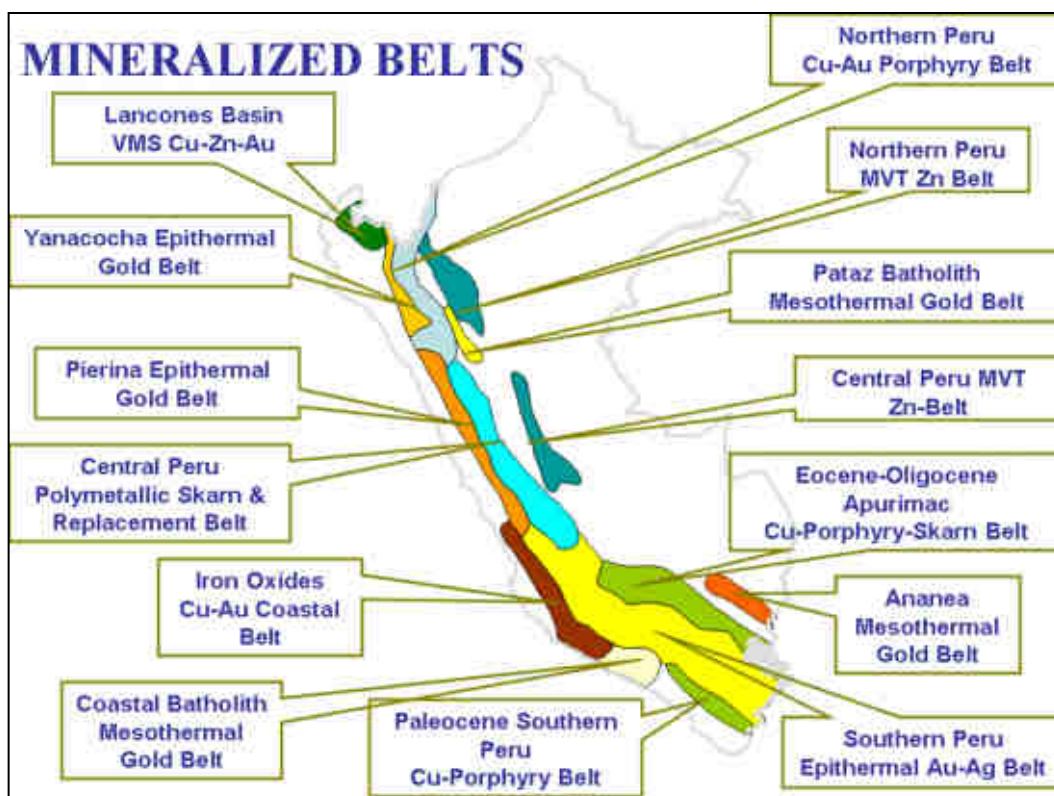 MINERALIZED BELTS
Northern Peru
Cu-Au Porphyry Belt
Lancones Basin
VMS Cu-Zn-Au
Northern Peru
MVT Zn Belt
Yanacocha Epithermal
Gold Belt
Pataz Batholith
Mesothermal Gold Belt
Pierina Epithermal
Gold Belt
Central Peru MVT
Zn-Belt
Central Peru
Polymetallic Skarn &
Replacement Belt
Eocene-Oligocene
Apurimac
Cu-Porphyry-Skarn Belt
Iron Oxides
Cu-Au Coastal
Belt
Ananea
Mesothermal
Gold Belt
Coastal Batholith
Mesothermal
Gold Belt
Paleocene Southern
Peru
Cu-Porphyry Belt
Southern Peru
Epithermal Au-Ag Belt